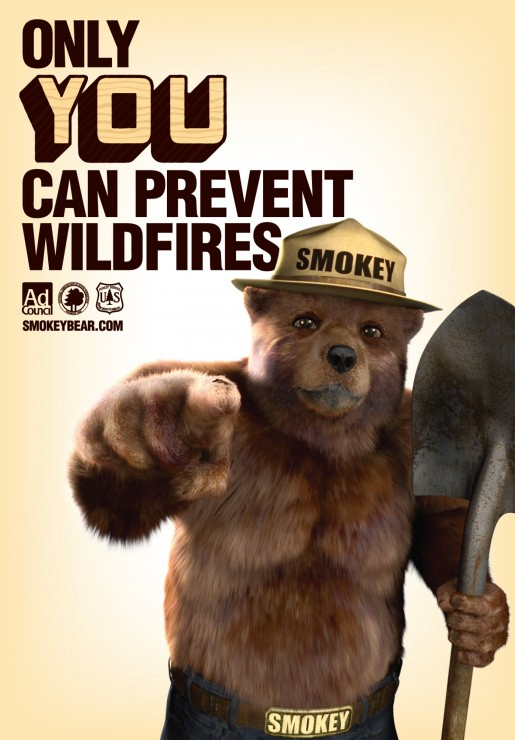 ONLY
YOU
CAN PREVENT
WILDFIRES
SMOKEY
Ad
Council
U S
SMOKEYBEAR.COM
SMOKEY